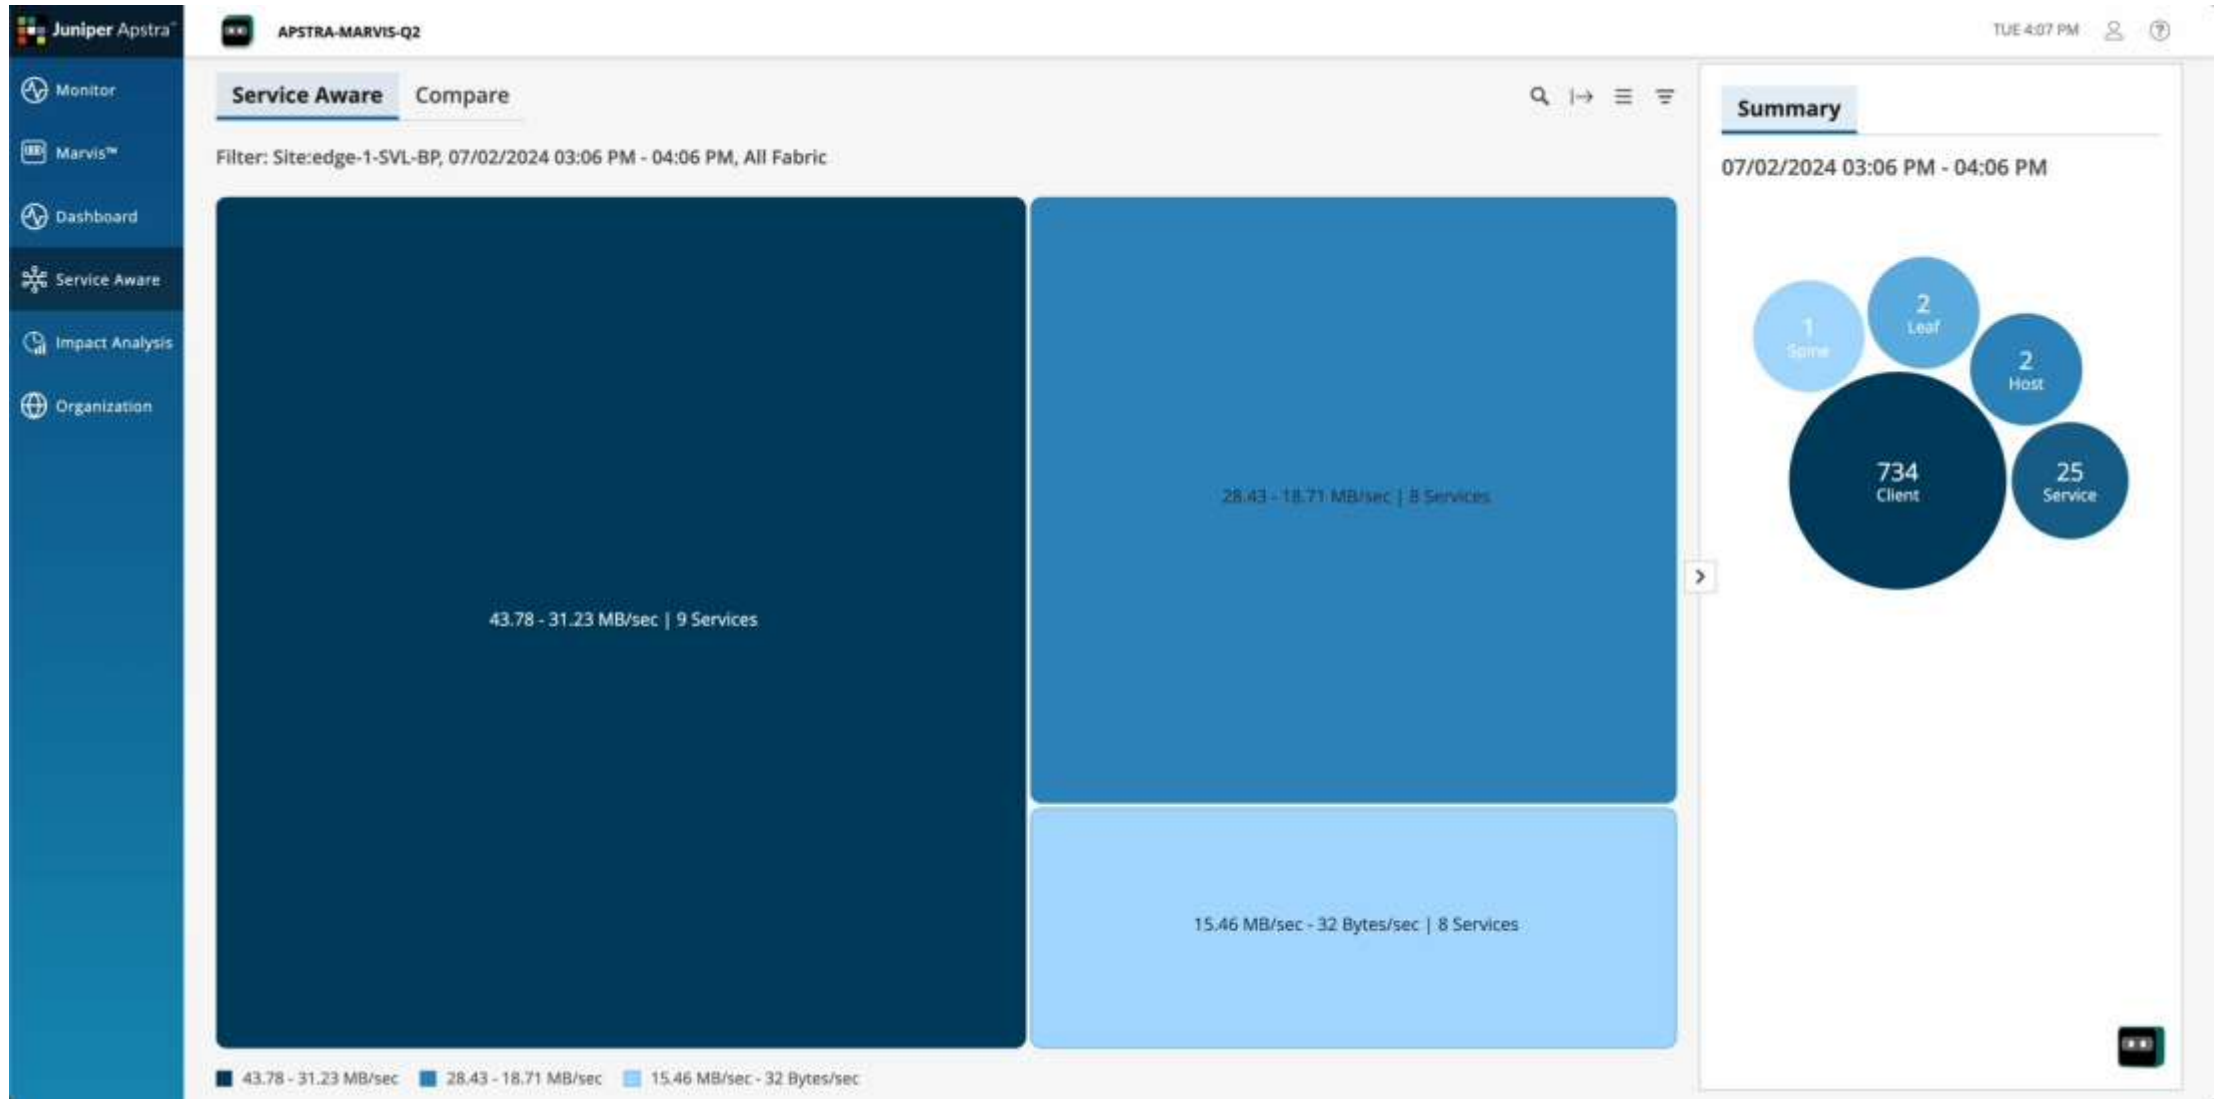 Juniper Apstra
APSTRA-MARVIS-Q2
TUE 4:07 PM
Monitor
Marvis™
Dashboard
Service Aware
Impact Analysis
Organization
Service Aware
Compare
Filter: Site:edge-1-SVL-BP, 07/02/2024 03:06 PM - 04:06 PM, All Fabric
43.78 - 31.23 MB/sec | 9 Services
28.43 - 18.71 MB/sec | 8 Services
15.46 MB/sec - 32 Bytes/sec | 8 Services
43.78 - 31.23 MB/sec
28.43 - 18.71 MB/sec
15.46 MB/sec - 32 Bytes/sec
Summary
07/02/2024 03:06 PM - 04:06 PM
1
Spine
2
Leaf
2
Host
734
Client
25
Service